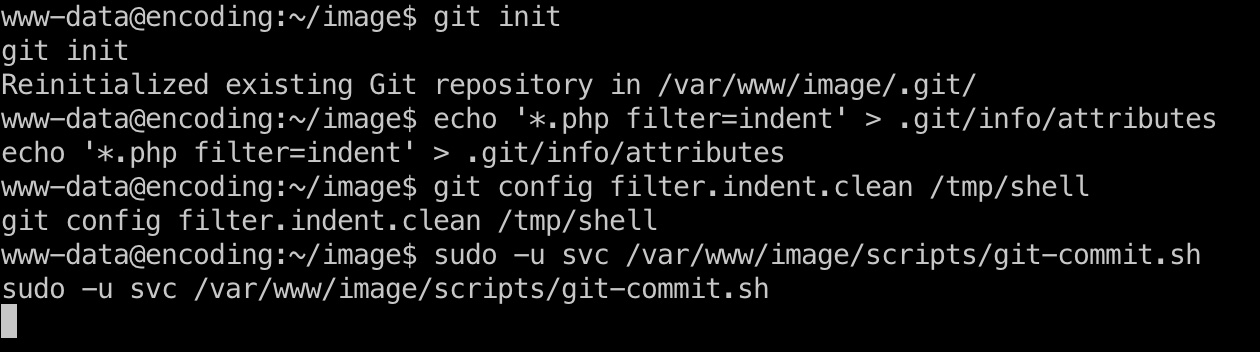 www-data@encoding:~/image$ git init
git init
Reinitialized existing Git repository in /var/www/image/.git/
www-data@encoding:~/image$ echo '*.php filter=indent' > .git/info/attributes
echo '*.php filter=indent' > .git/info/attributes
www-data@encoding:~/image$ git config filter.indent.clean /tmp/shell
git config filter.indent.clean /tmp/shell
www-data@encoding:~/image$ sudo -u svc /var/www/image/scripts/git-commit.sh
sudo -u svc /var/www/image/scripts/git-commit.sh